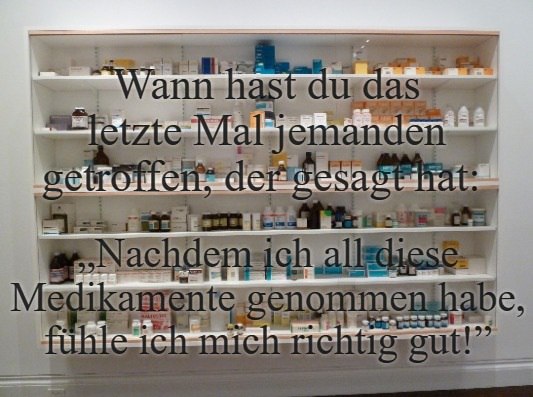 Wann hast du das
letzte Mal jemanden
getroffen, der gesagt hat:
„Nachdem ich all diese
Medikamente genommen habe,
fühle ich mich richtig gut!”